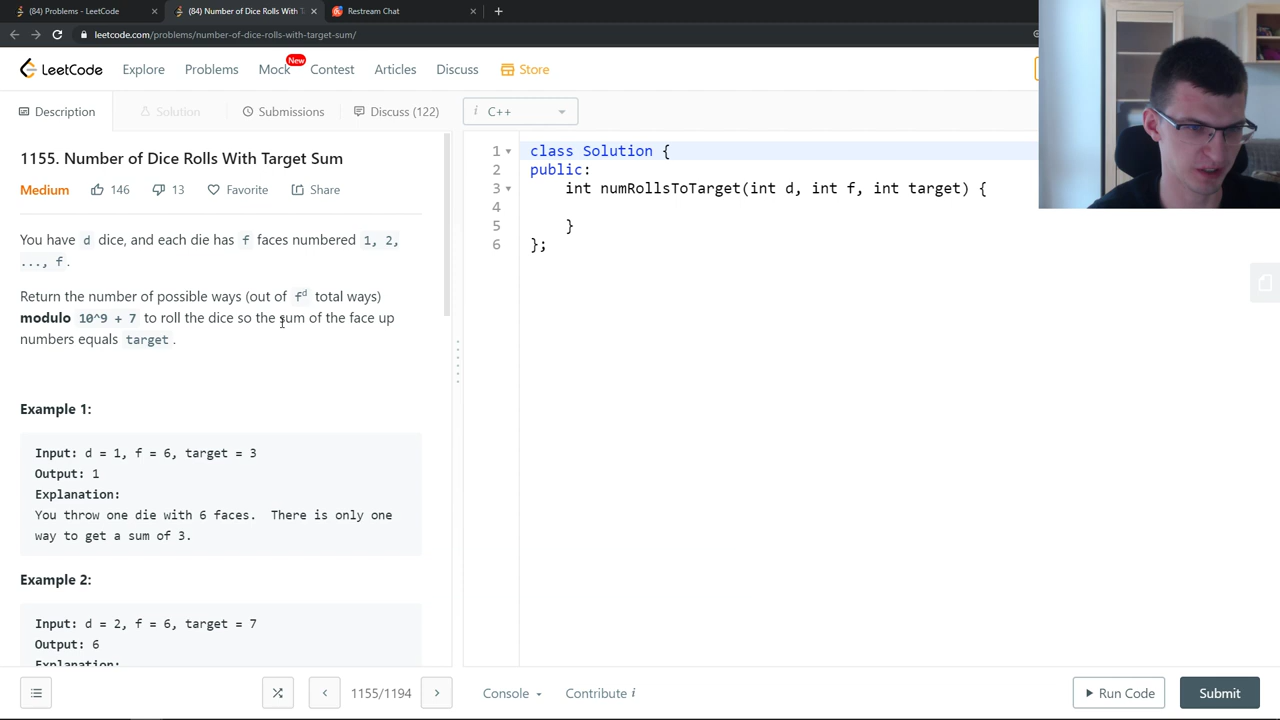 (84) Problems - LeetCode
(84) Number of Dice Rolls With T
Restream Chat
leetcode.com/problems/number-of-dice-rolls-with-target-sum/
LeetCode
Explore
Problems
Mock
New
Contest
Articles
Discuss
Store
Description
Solution
Submissions
Discuss (122)
i C++
1155. Number of Dice Rolls With Target Sum
Medium
146
13
Favorite
Share
You have d dice, and each die has f faces numbered 1, 2,
..., f.
Return the number of possible ways (out of f^d total ways)
modulo 10^9 + 7 to roll the dice so the sum of the face up
numbers equals target.
Example 1:
Input: d = 1, f = 6, target = 3
Output: 1
Explanation:
You throw one die with 6 faces.  There is only one
way to get a sum of 3.
Example 2:
Input: d = 2, f = 6, target = 7
Output: 6
Explanation:
1 class Solution {
2 public:
3     int numRollsToTarget(int d, int f, int target) {
4
5     }
6 };
1155/1194
Console
Contribute i
Run Code
Submit